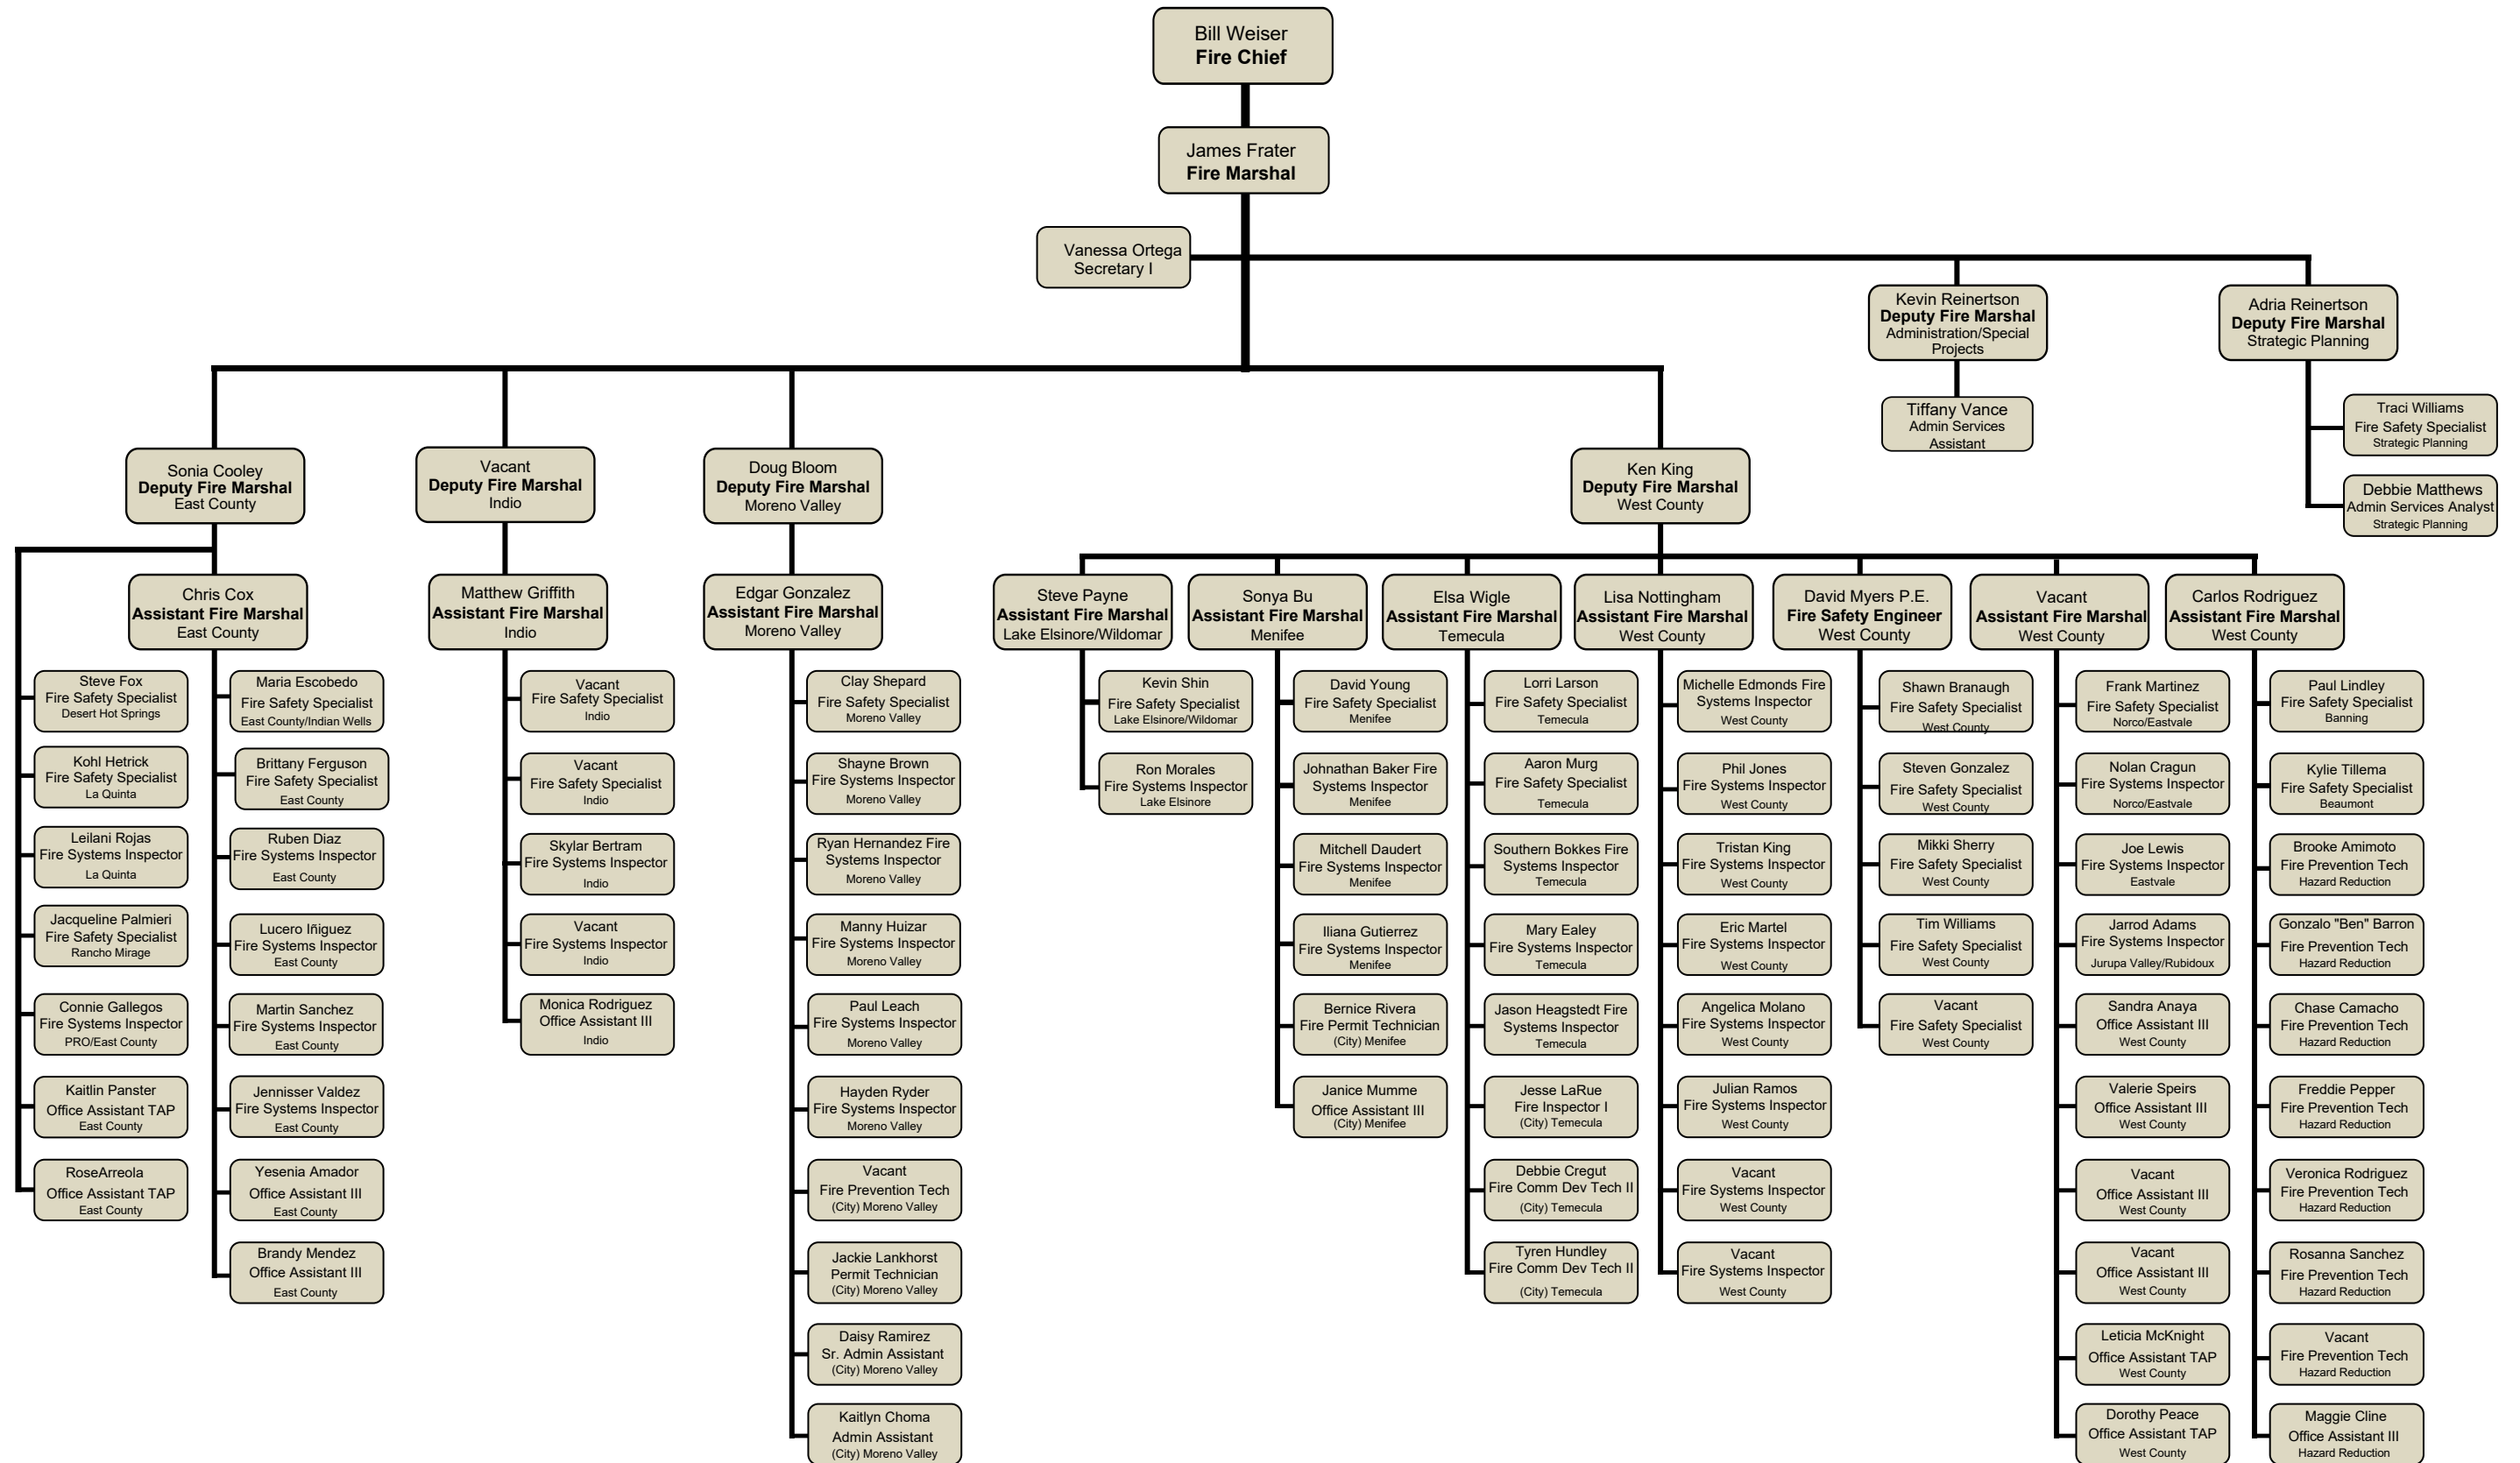 Bill Weiser
Fire Chief
James Frater
Fire Marshal
Vanessa Ortega
Secretary I
Kevin Reinertson
Deputy Fire Marshal
Administration/Special
Projects
Adria Reinertson
Deputy Fire Marshal
Strategic Planning
Tiffany Vance
Admin Services
Assistant
Traci Williams
Fire Safety Specialist
Strategic Planning
Debbie Matthews
Admin Services Analyst
Strategic Planning
Sonia Cooley
Deputy Fire Marshal
East County
Vacant
Deputy Fire Marshal
Indio
Doug Bloom
Deputy Fire Marshal
Moreno Valley
Ken King
Deputy Fire Marshal
West County
Chris Cox
Assistant Fire Marshal
East County
Matthew Griffith
Assistant Fire Marshal
Indio
Edgar Gonzalez
Assistant Fire Marshal
Moreno Valley
Steve Payne
Assistant Fire Marshal
Lake Elsinore/Wildomar
Sonya Bu
Assistant Fire Marshal
Menifee
Elsa Wigle
Assistant Fire Marshal
Temecula
Lisa Nottingham
Assistant Fire Marshal
West County
David Myers P.E.
Fire Safety Engineer
West County
Vacant
Assistant Fire Marshal
West County
Carlos Rodriguez
Assistant Fire Marshal
West County
Steve Fox
Fire Safety Specialist
Desert Hot Springs
Kohl Hetrick
Fire Safety Specialist
La Quinta
Leilani Rojas
Fire Systems Inspector
La Quinta
Jacqueline Palmieri
Fire Safety Specialist
Rancho Mirage
Connie Gallegos
Fire Systems Inspector
PRO/East County
Kaitlin Panster
Office Assistant TAP
East County
RoseArreola
Office Assistant TAP
East County
Maria Escobedo
Fire Safety Specialist
East County/Indian Wells
Brittany Ferguson
Fire Safety Specialist
East County
Ruben Diaz
Fire Systems Inspector
East County
Lucero Iñiguez
Fire Systems Inspector
East County
Martin Sanchez
Fire Systems Inspector
East County
Jennisser Valdez
Fire Systems Inspector
East County
Yesenia Amador
Office Assistant III
East County
Brandy Mendez
Office Assistant III
East County
Vacant
Fire Safety Specialist
Indio
Vacant
Fire Safety Specialist
Indio
Skylar Bertram
Fire Systems Inspector
Indio
Vacant
Fire Systems Inspector
Indio
Monica Rodriguez
Office Assistant III
Indio
Clay Shepard
Fire Safety Specialist
Moreno Valley
Shayne Brown
Fire Systems Inspector
Moreno Valley
Ryan Hernandez Fire
Systems Inspector
Moreno Valley
Manny Huizar
Fire Systems Inspector
Moreno Valley
Paul Leach
Fire Systems Inspector
Moreno Valley
Hayden Ryder
Fire Systems Inspector
Moreno Valley
Vacant
Fire Prevention Tech
(City) Moreno Valley
Jackie Lankhorst
Permit Technician
(City) Moreno Valley
Daisy Ramirez
Sr. Admin Assistant
(City) Moreno Valley
Kaitlyn Choma
Admin Assistant
(City) Moreno Valley
Kevin Shin
Fire Safety Specialist
Lake Elsinore/Wildomar
Ron Morales
Fire Systems Inspector
Lake Elsinore
David Young
Fire Safety Specialist
Menifee
Johnathan Baker Fire
Systems Inspector
Menifee
Mitchell Daudert
Fire Systems Inspector
Menifee
Iliana Gutierrez
Fire Systems Inspector
Menifee
Bernice Rivera
Fire Permit Technician
(City) Menifee
Janice Mumme
Office Assistant III
(City) Menifee
Lorri Larson
Fire Safety Specialist
Temecula
Aaron Murg
Fire Safety Specialist
Temecula
Southern Bokkes Fire
Systems Inspector
Temecula
Mary Ealey
Fire Systems Inspector
Temecula
Jason Heagstedt Fire
Systems Inspector
Temecula
Jesse LaRue
Fire Inspector I
(City) Temecula
Debbie Cregut
Fire Comm Dev Tech II
(City) Temecula
Tyren Hundley
Fire Comm Dev Tech II
(City) Temecula
Michelle Edmonds Fire
Systems Inspector
West County
Phil Jones
Fire Systems Inspector
West County
Tristan King
Fire Systems Inspector
West County
Eric Martel
Fire Systems Inspector
West County
Angelica Molano
Fire Systems Inspector
West County
Julian Ramos
Fire Systems Inspector
West County
Vacant
Fire Systems Inspector
West County
Vacant
Fire Systems Inspector
West County
Shawn Branaugh
Fire Safety Specialist
West County
Steven Gonzalez
Fire Safety Specialist
West County
Mikki Sherry
Fire Safety Specialist
West County
Tim Williams
Fire Safety Specialist
West County
Vacant
Fire Safety Specialist
West County
Frank Martinez
Fire Safety Specialist
Norco/Eastvale
Nolan Cragun
Fire Systems Inspector
Norco/Eastvale
Joe Lewis
Fire Systems Inspector
Eastvale
Jarrod Adams
Fire Systems Inspector
Jurupa Valley/Rubidoux
Sandra Anaya
Office Assistant III
West County
Valerie Speirs
Office Assistant III
West County
Vacant
Office Assistant III
West County
Vacant
Office Assistant III
West County
Leticia McKnight
Office Assistant TAP
West County
Dorothy Peace
Office Assistant TAP
West County
Paul Lindley
Fire Safety Specialist
Banning
Kylie Tillema
Fire Safety Specialist
Beaumont
Brooke Amimoto
Fire Prevention Tech
Hazard Reduction
Gonzalo "Ben" Barron
Fire Prevention Tech
Hazard Reduction
Chase Camacho
Fire Prevention Tech
Hazard Reduction
Freddie Pepper
Fire Prevention Tech
Hazard Reduction
Veronica Rodriguez
Fire Prevention Tech
Hazard Reduction
Rosanna Sanchez
Fire Prevention Tech
Hazard Reduction
Vacant
Fire Prevention Tech
Hazard Reduction
Maggie Cline
Office Assistant III
Hazard Reduction